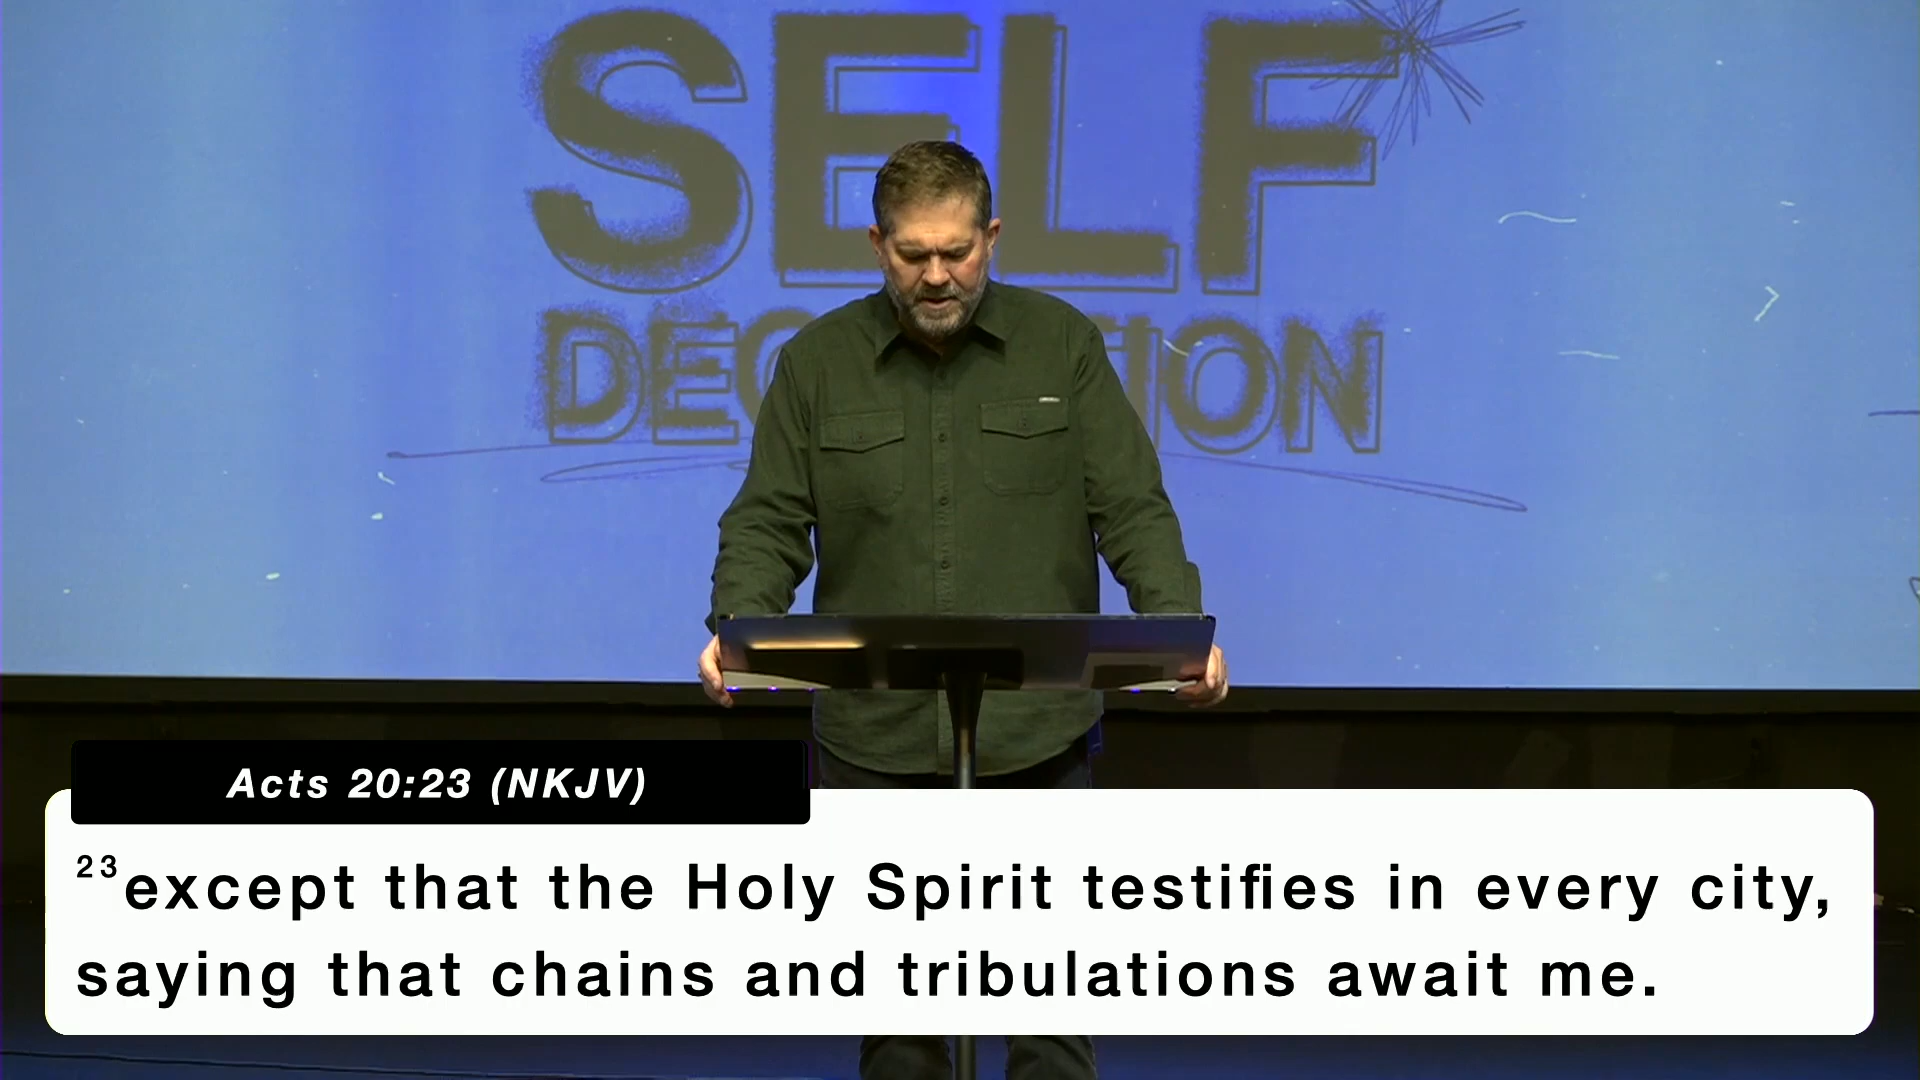 SELF
Acts 20:23 (NKJV)
23except that the Holy Spirit testifies in every city,
saying that chains and tribulations await me.